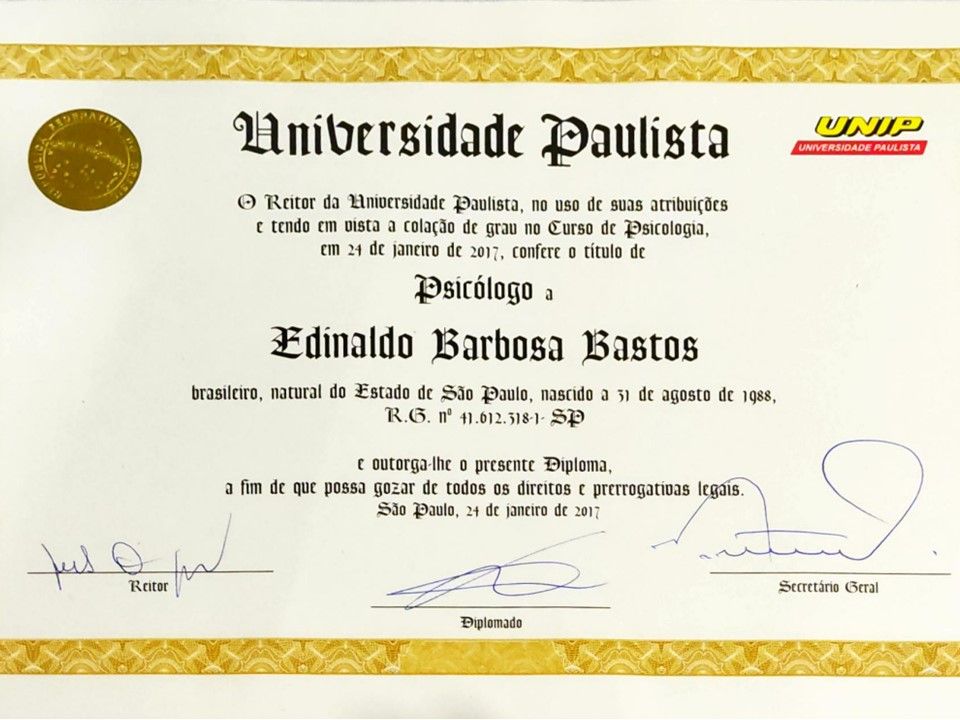 REPÚBLICA FEDERATIVA DO BRASIL
Universidade Paulista
UNIP
UNIVERSIDADE PAULISTA
O Reitor da Universidade Paulista, no uso de suas atribuições
e tendo em vista a colação de grau no Curso de Psicologia,
em 24 de janeiro de 2017, confere o título de
Psicólogo a
Edinaldo Barbosa Bastos
brasileiro, natural do Estado de São Paulo, nascido a 31 de agosto de 1988,
R.G. nº 41.612.318-1- SP
e outorga-lhe o presente Diploma,
a fim de que possa gozar de todos os direitos e prerrogativas legais.
São Paulo, 24 de janeiro de 2017
Reitor
Secretário Geral
Diplomado